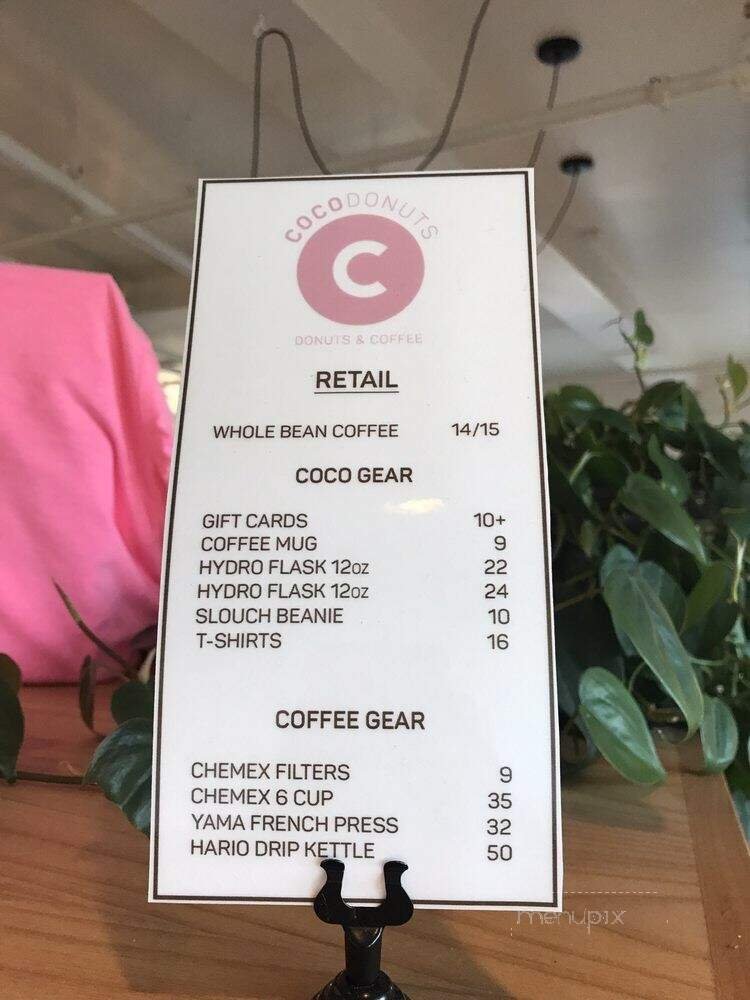 COCODONUTS
C
DONUTS & COFFEE
RETAIL
WHOLE BEAN COFFEE 14/15
COCO GEAR
GIFT CARDS 10+
COFFEE MUG 9
HYDRO FLASK 12OZ 22
HYDRO FLASK 12OZ 24
SLOUCH BEANIE 10
T-SHIRTS 16
COFFEE GEAR
CHEMEX FILTERS 9
CHEMEX 6 CUP 35
YAMA FRENCH PRESS 32
HARIO DRIP KETTLE 50
menupix